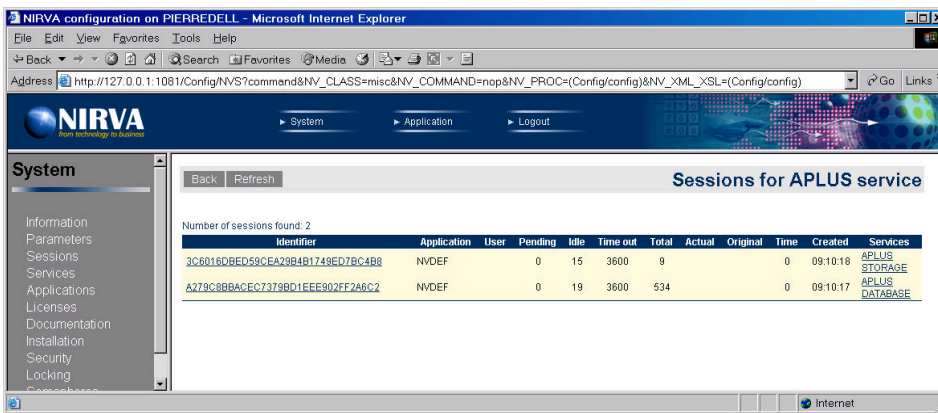 NIRVA configuration on PIERREDELL - Microsoft Internet Explorer
File Edit View Favorites Tools Help
Back Search Favorites Media
Address http://127.0.0.1:1081/Config/NVS?command&NV_CLASS=misc&NV_COMMAND=nop&NV_PROC=(Config/config)&NV_XML_XSL=(Config/config) Go Links
NIRVA
from technology to business
System Application Logout
System
Back Refresh
Sessions for APLUS service
Information
Parameters
Sessions
Services
Applications
Licenses
Documentation
Installation
Security
Locking
Number of sessions found: 2
Identifier Application User Pending Idle Time out Total Actual Original Time Created Services
3C6016DBED59CEA29B4B1749ED7BC4B8 NVDEF 0 15 3600 9 0 09:10:18 APLUS STORAGE
A279C8BBACEC7379BD1EEE902FF2A6C2 NVDEF 0 19 3600 534 0 09:10:17 APLUS DATABASE
Internet